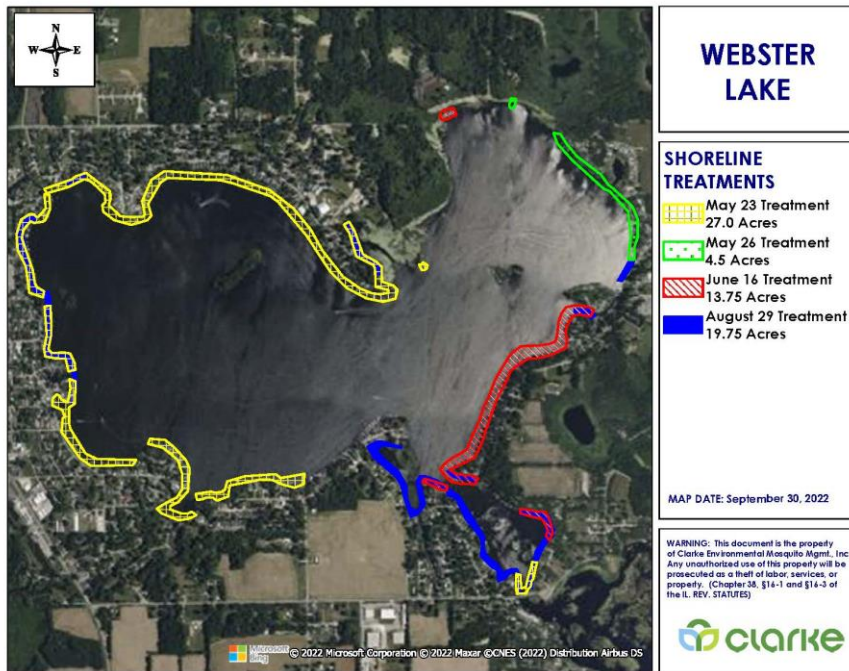 N
W E
S
WEBSTER
LAKE
SHORELINE
TREATMENTS
May 23 Treatment
27.0 Acres
May 26 Treatment
4.5 Acres
June 16 Treatment
13.75 Acres
August 29 Treatment
19.75 Acres
MAP DATE: September 30, 2022
WARNING: This document is the property
of Clarke Environmental Mosquito Mgmt., Inc
Any unauthorized use of this property will be
prosecuted as a theft of labor, services, or
property. (Chapter 38, §16-1 and §16-3 of
the IL. REV. STATUTES)
Microsoft
Bing
© 2022 Microsoft Corporation © 2022 Maxar ©CNES (2022) Distribution Airbus DS
clarke